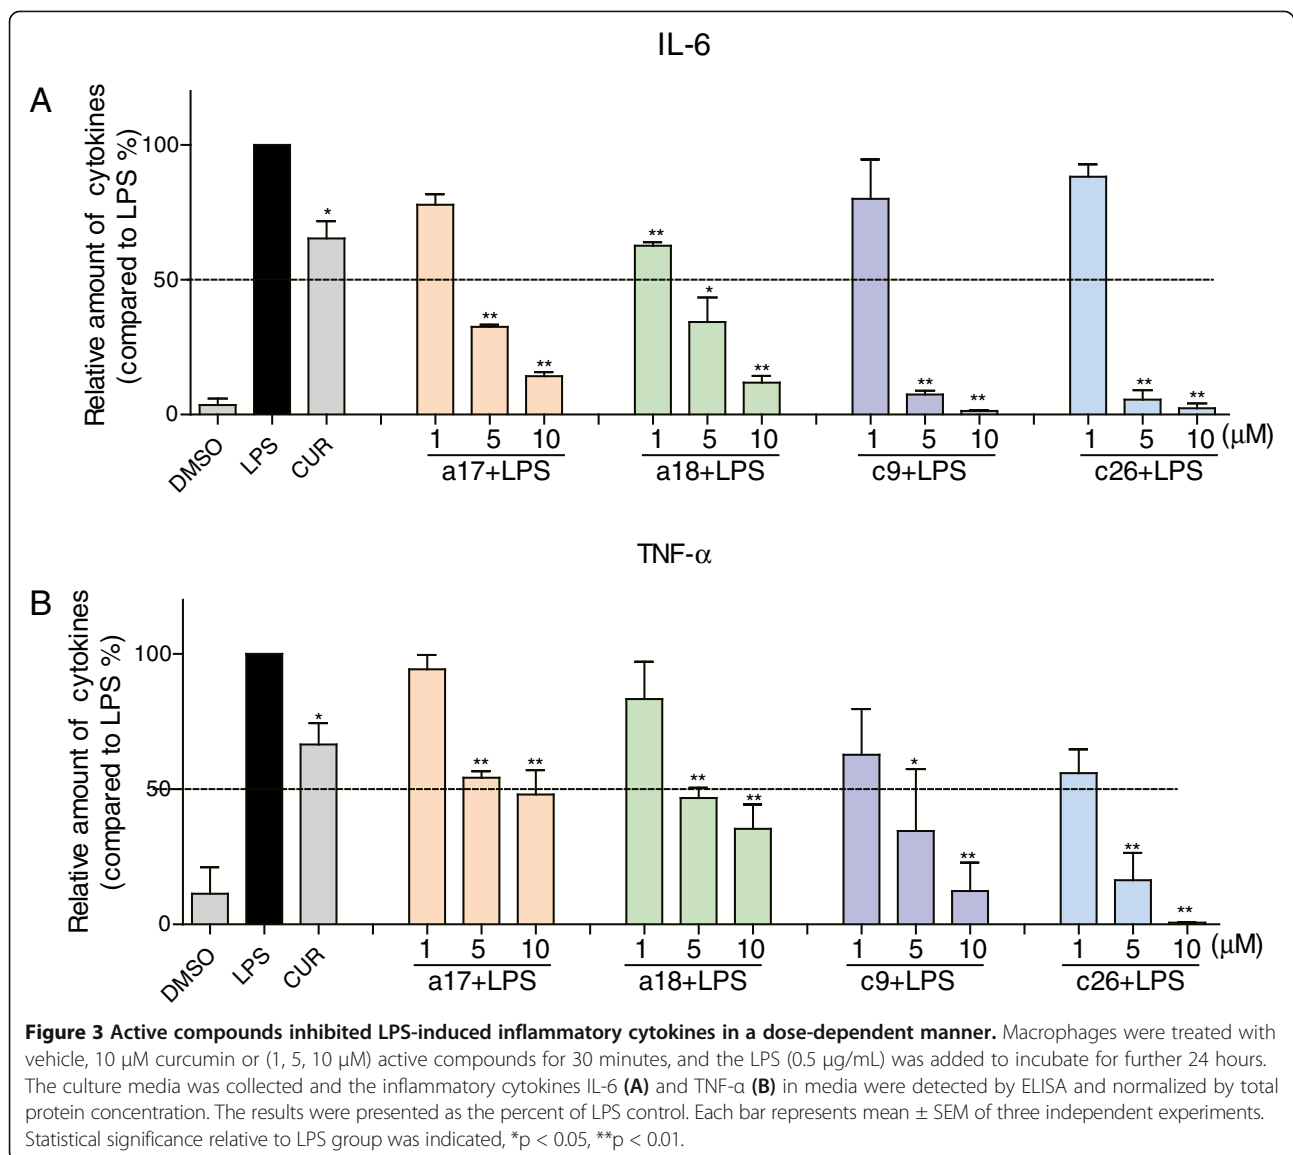 IL-6
A
Relative amount of cytokines
(compared to LPS %)
100
50
0
*
**
**
**
*
**
**
**
**
**
DMSO LPS CUR 1 5 10 1 5 10 1 5 10 1 5 10 (μM)
a17+LPS a18+LPS c9+LPS c26+LPS
TNF-α
B
Relative amount of cytokines
(compared to LPS %)
100
50
0
*
**
**
**
**
*
**
**
**
DMSO LPS CUR 1 5 10 1 5 10 1 5 10 1 5 10 (μM)
a17+LPS a18+LPS c9+LPS c26+LPS
Figure 3 Active compounds inhibited LPS-induced inflammatory cytokines in a dose-dependent manner. Macrophages were treated with
vehicle, 10 μM curcumin or (1, 5, 10 μM) active compounds for 30 minutes, and the LPS (0.5 μg/mL) was added to incubate for further 24 hours.
The culture media was collected and the inflammatory cytokines IL-6 (A) and TNF-α (B) in media were detected by ELISA and normalized by total
protein concentration. The results were presented as the percent of LPS control. Each bar represents mean ± SEM of three independent experiments.
Statistical significance relative to LPS group was indicated, *p < 0.05, **p < 0.01.